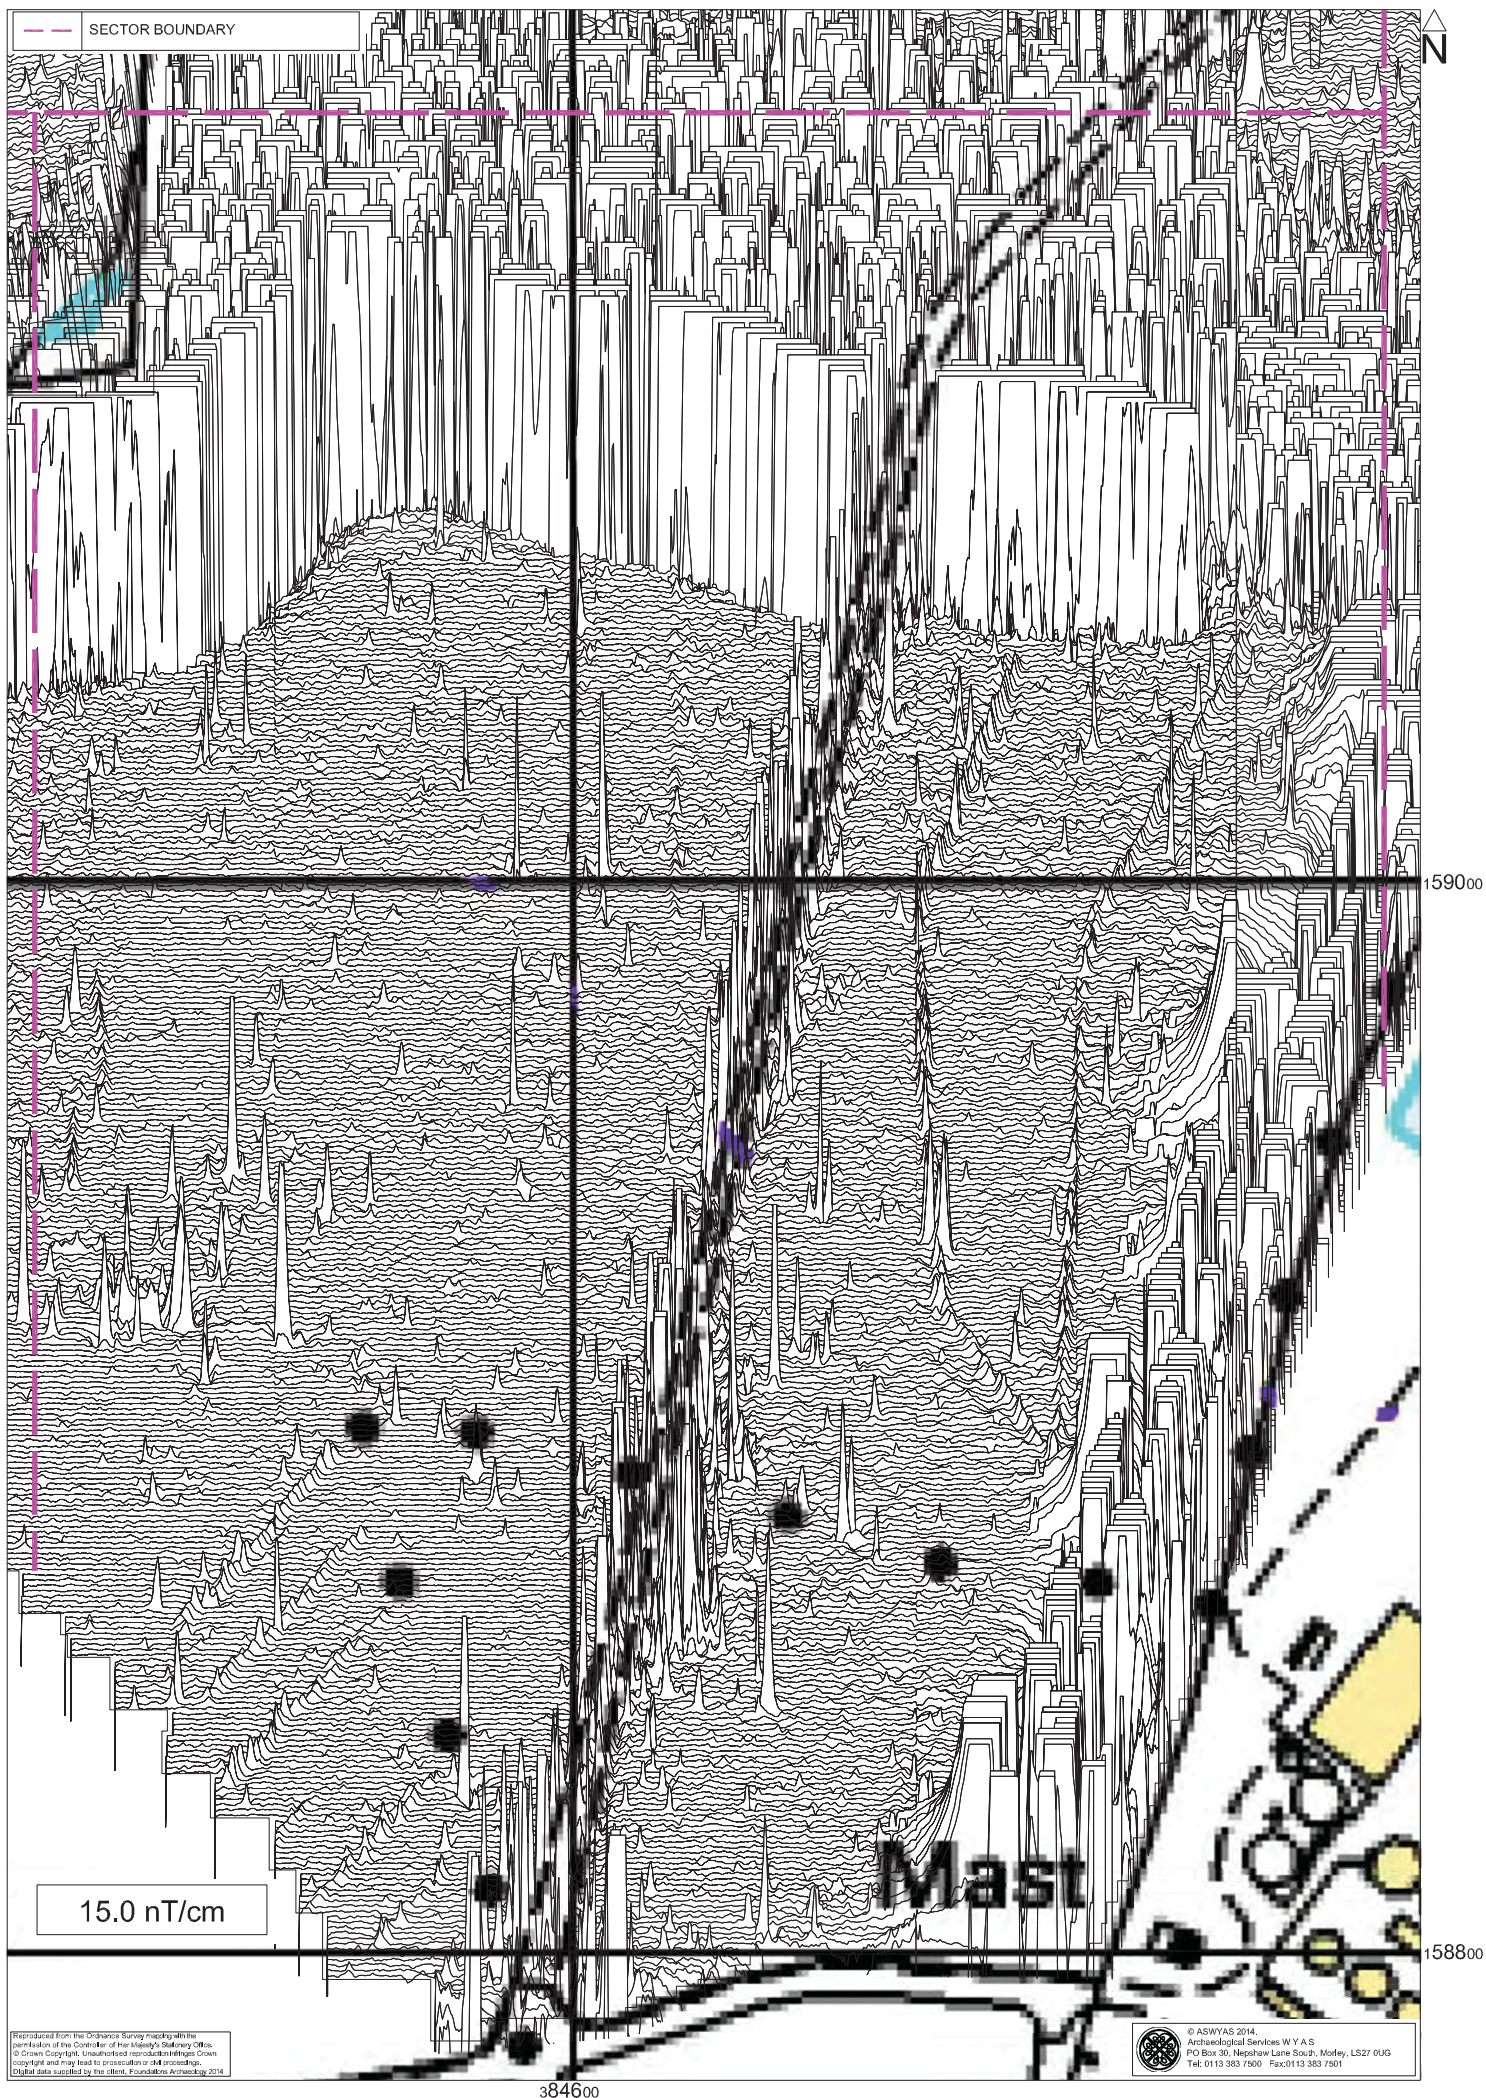 SECTOR BOUNDARY
N
159000
Mast
15.0 nT/cm
158800
Reproduced from the Ordnance Survey mapping with the
permission of the Controller of Her Majesty's Stationery Office.
© Crown Copyright. Unauthorised reproduction infringes Crown
copyright and may lead to prosecution or civil proceedings.
Digital data supplied by the client, Foundations Archaeology 2014
© ASWYAS 2014.
Archaeological Services W Y A S
PO Box 30, Nepshaw Lane South, Morley, LS27 0UG
Tel: 0113 383 7500 Fax:0113 383 7501
384600